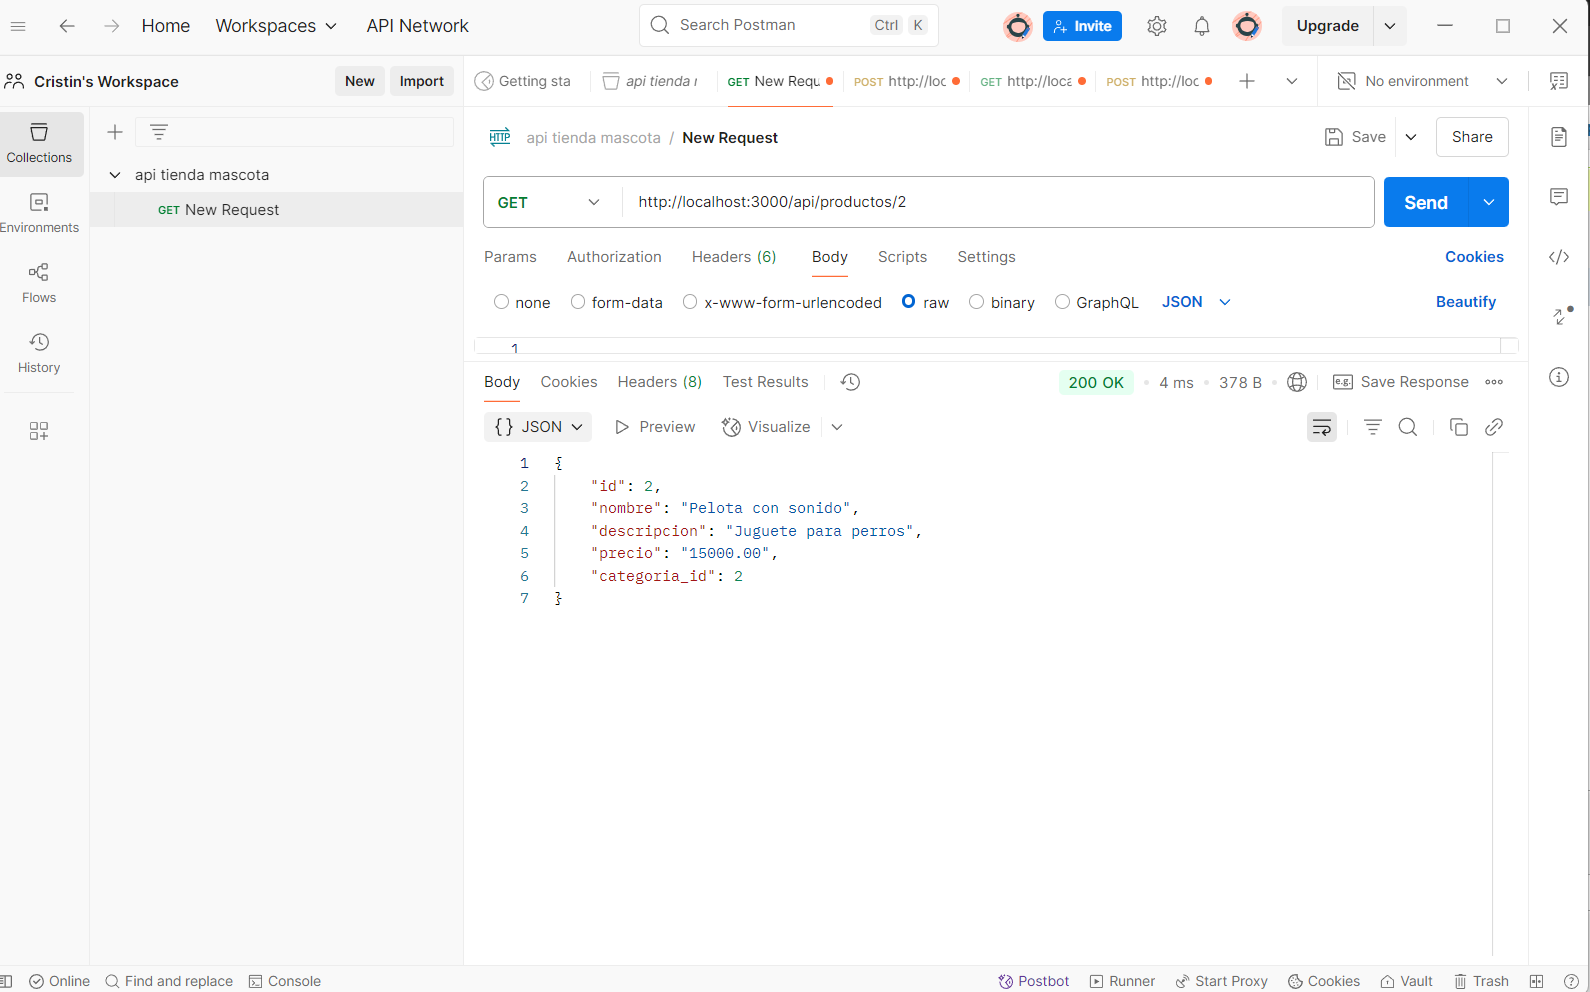 Home Workspaces API Network Search Postman Ctrl K Invite Upgrade
Cristin's Workspace New Import Getting sta api tienda r GET New Requ POST http://loc GET http://loca POST http://loc No environment
Collections
Environments
Flows
History
api tienda mascota
GET New Request
HTTP api tienda mascota / New Request Save Share
GET http://localhost:3000/api/productos/2 Send
Params Authorization Headers (6) Body Scripts Settings Cookies
none form-data x-www-form-urlencoded raw binary GraphQL JSON Beautify
1
Body Cookies Headers (8) Test Results 200 OK 4 ms 378 B e.g. Save Response
{} JSON Preview Visualize
1 {
2 "id": 2,
3 "nombre": "Pelota con sonido",
4 "descripcion": "Juguete para perros",
5 "precio": "15000.00",
6 "categoria_id": 2
7 }
Online Find and replace Console Postbot Runner Start Proxy Cookies Vault Trash